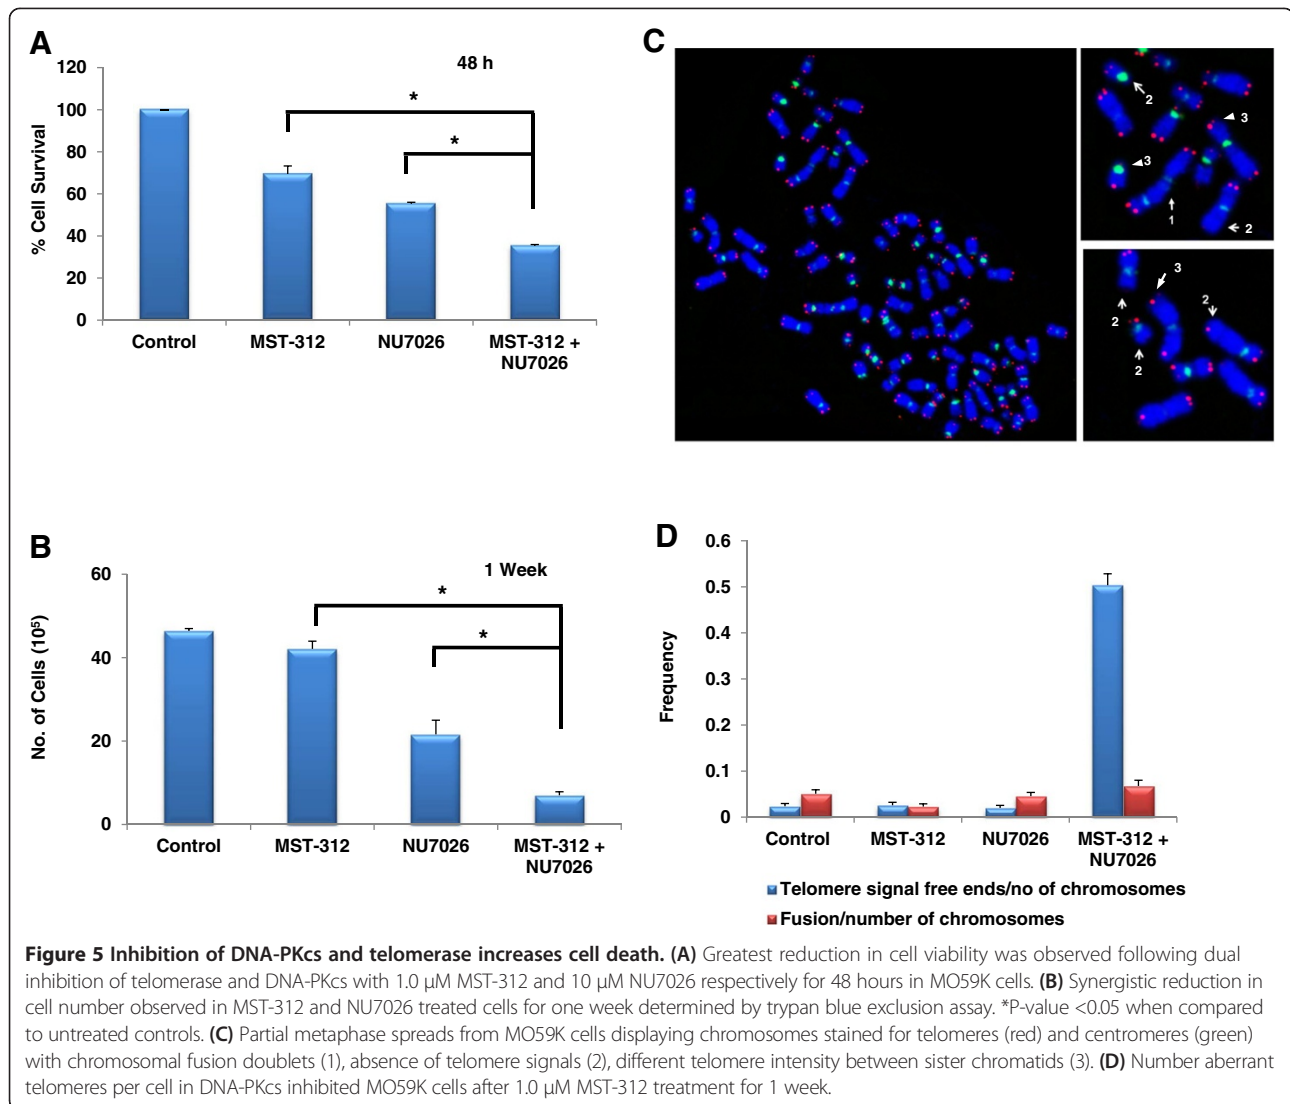 A
48 h
120
100
80
60
40
20
0
% Cell Survival
*
*
Control
MST-312
NU7026
MST-312 +
NU7026
B
1 Week
60
40
20
0
No. of Cells (10⁵)
*
*
Control
MST-312
NU7026
MST-312 +
NU7026
C
2
3
3
1
2
3
2
2
2
D
0.6
0.5
0.4
0.3
0.2
0.1
0
Frequency
Control
MST-312
NU7026
MST-312 +
NU7026
Telomere signal free ends/no of chromosomes
Fusion/number of chromosomes
Figure 5 Inhibition of DNA-PKcs and telomerase increases cell death. (A) Greatest reduction in cell viability was observed following dual
inhibition of telomerase and DNA-PKcs with 1.0 μM MST-312 and 10 μM NU7026 respectively for 48 hours in MO59K cells. (B) Synergistic reduction in
cell number observed in MST-312 and NU7026 treated cells for one week determined by trypan blue exclusion assay. *P-value <0.05 when compared
to untreated controls. (C) Partial metaphase spreads from MO59K cells displaying chromosomes stained for telomeres (red) and centromeres (green)
with chromosomal fusion doublets (1), absence of telomere signals (2), different telomere intensity between sister chromatids (3). (D) Number aberrant
telomeres per cell in DNA-PKcs inhibited MO59K cells after 1.0 μM MST-312 treatment for 1 week.